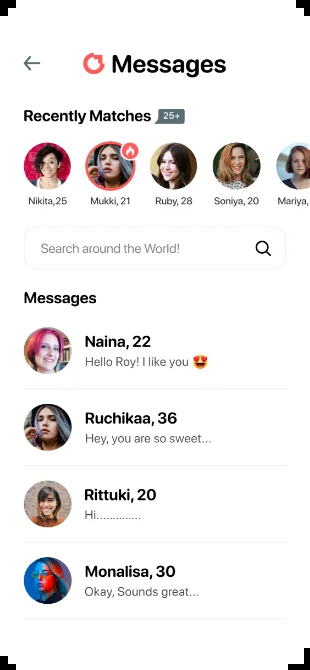 Messages
Recently Matches 25+
Nikita,25 Mukki, 21 Ruby, 28 Soniya, 20 Mariya,
Search around the World!
Messages
Naina, 22
Hello Roy! I like you 😍
Ruchikaa, 36
Hey, you are so sweet...
Rittuki, 20
Hi..............
Monalisa, 30
Okay, Sounds great...